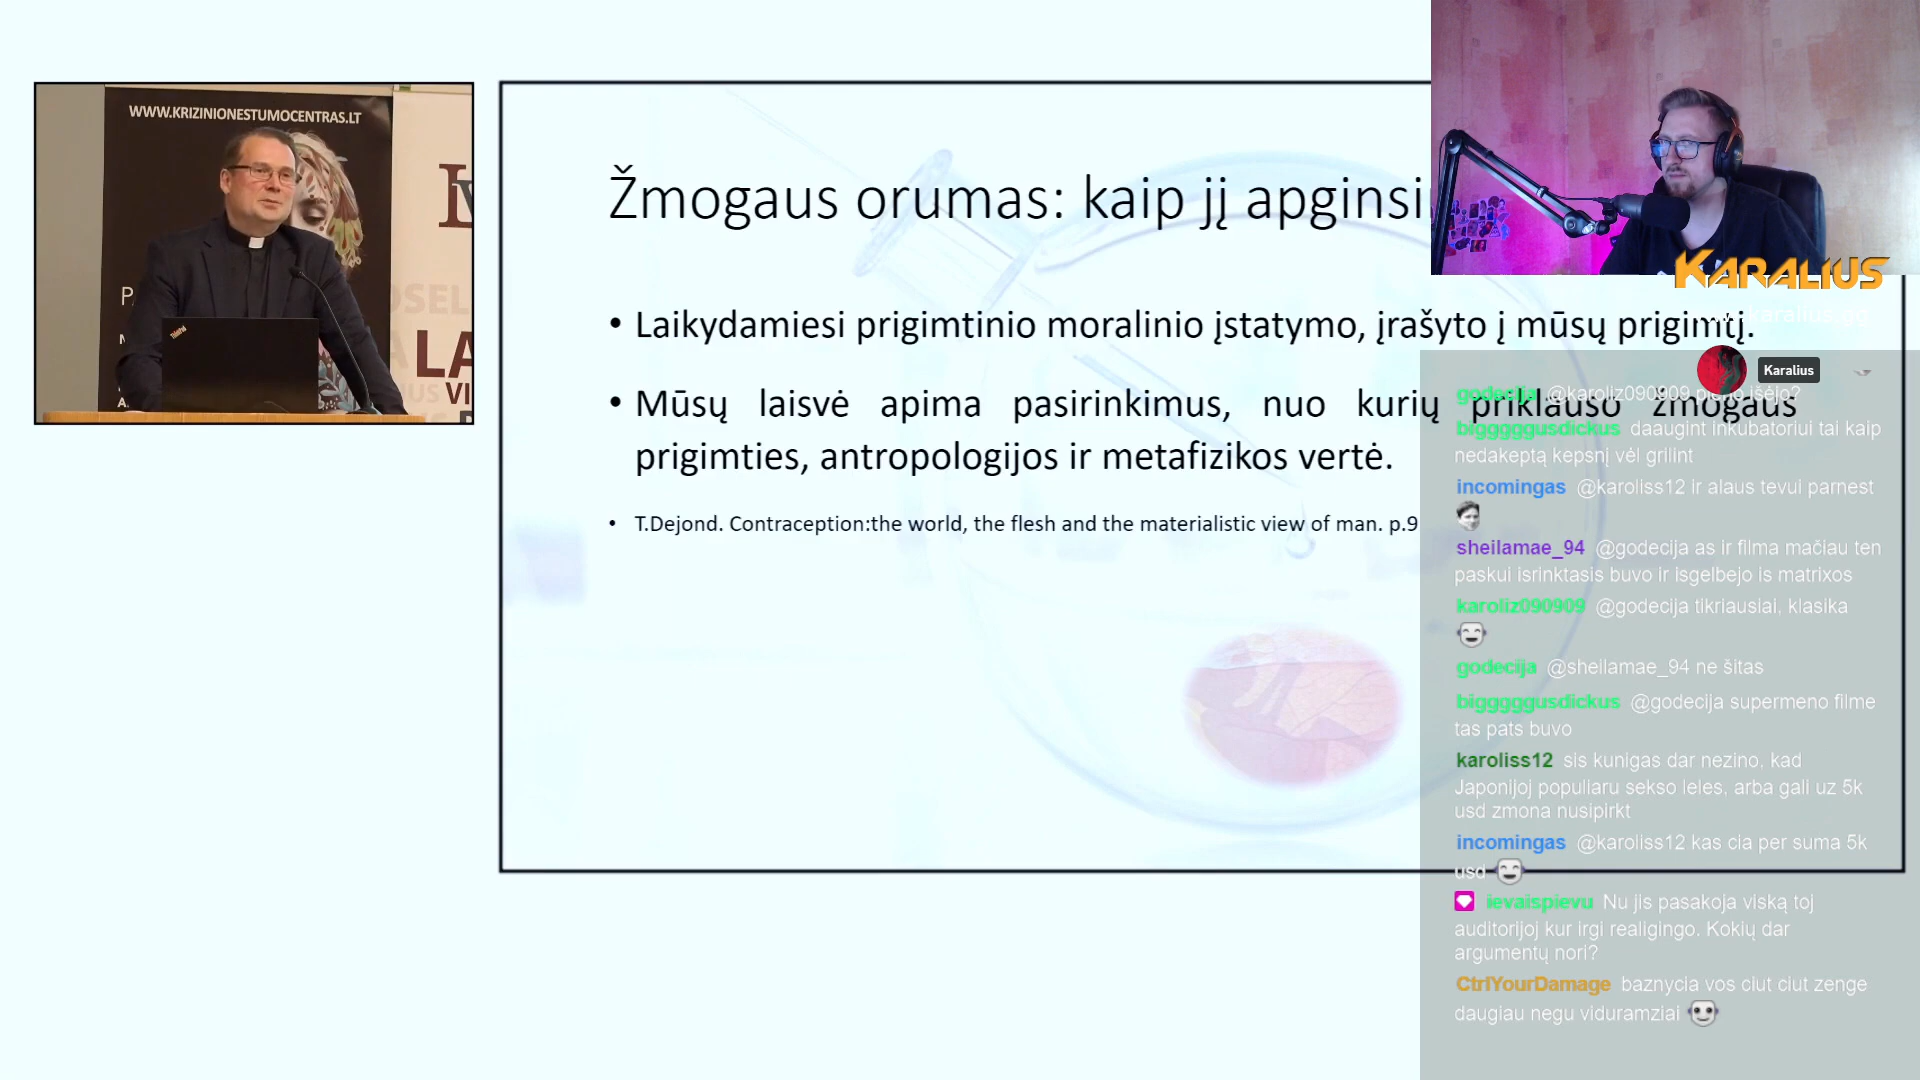 WWW.KRIZINIONESTUMOCENTRAS.LT
ThinkPad
LA
VI
Žmogaus orumas: kaip jį apginsi
• Laikydamiesi prigimtinio moralinio įstatymo, įrašyto į mūsų prigimtį.
• Mūsų laisvė apima pasirinkimus, nuo kurių priklauso žmogaus
prigimties, antropologijos ir metafizikos vertė.
• T.Dejond. Contraception:the world, the flesh and the materialistic view of man. p.9
KARALIUS
Karalius
godecija @karoliz090909 išėjo?
bigggggusdickus daaugint inkubatoriui tai kaip
nedakeptą kepsnį vėl grilint
incomingas @karoliss12 ir alaus tevui parnest
sheilamae_94 @godecija as ir filma mačiau ten
paskui isrinktasis buvo ir isgelbejo is matrixos
karoliz090909 @godecija tikriausiai, klasika
godecija @sheilamae_94 ne šitas
bigggggusdickus @godecija supermeno filme
tas pats buvo
karoliss12 sis kunigas dar nezino, kad
Japonijoj populiaru sekso leles, arba gali uz 5k
usd zmona nusipirkt
incomingas @karoliss12 kas cia per suma 5k
usd
ievaispievu Nu jis pasakoja viską toj
auditorijoj kur irgi realigingo. Kokių dar
argumentų nori?
CtrlYourDamage baznycia vos ciut ciut zenge
daugiau negu viduramziai